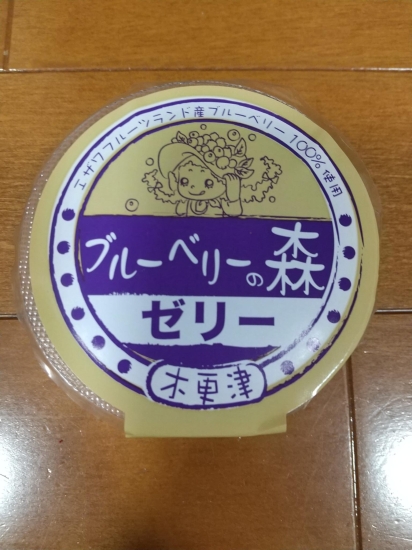 エザワフルーツランド産ブルーベリー100%使用
ブルーベリーの森
ゼリー
木更津